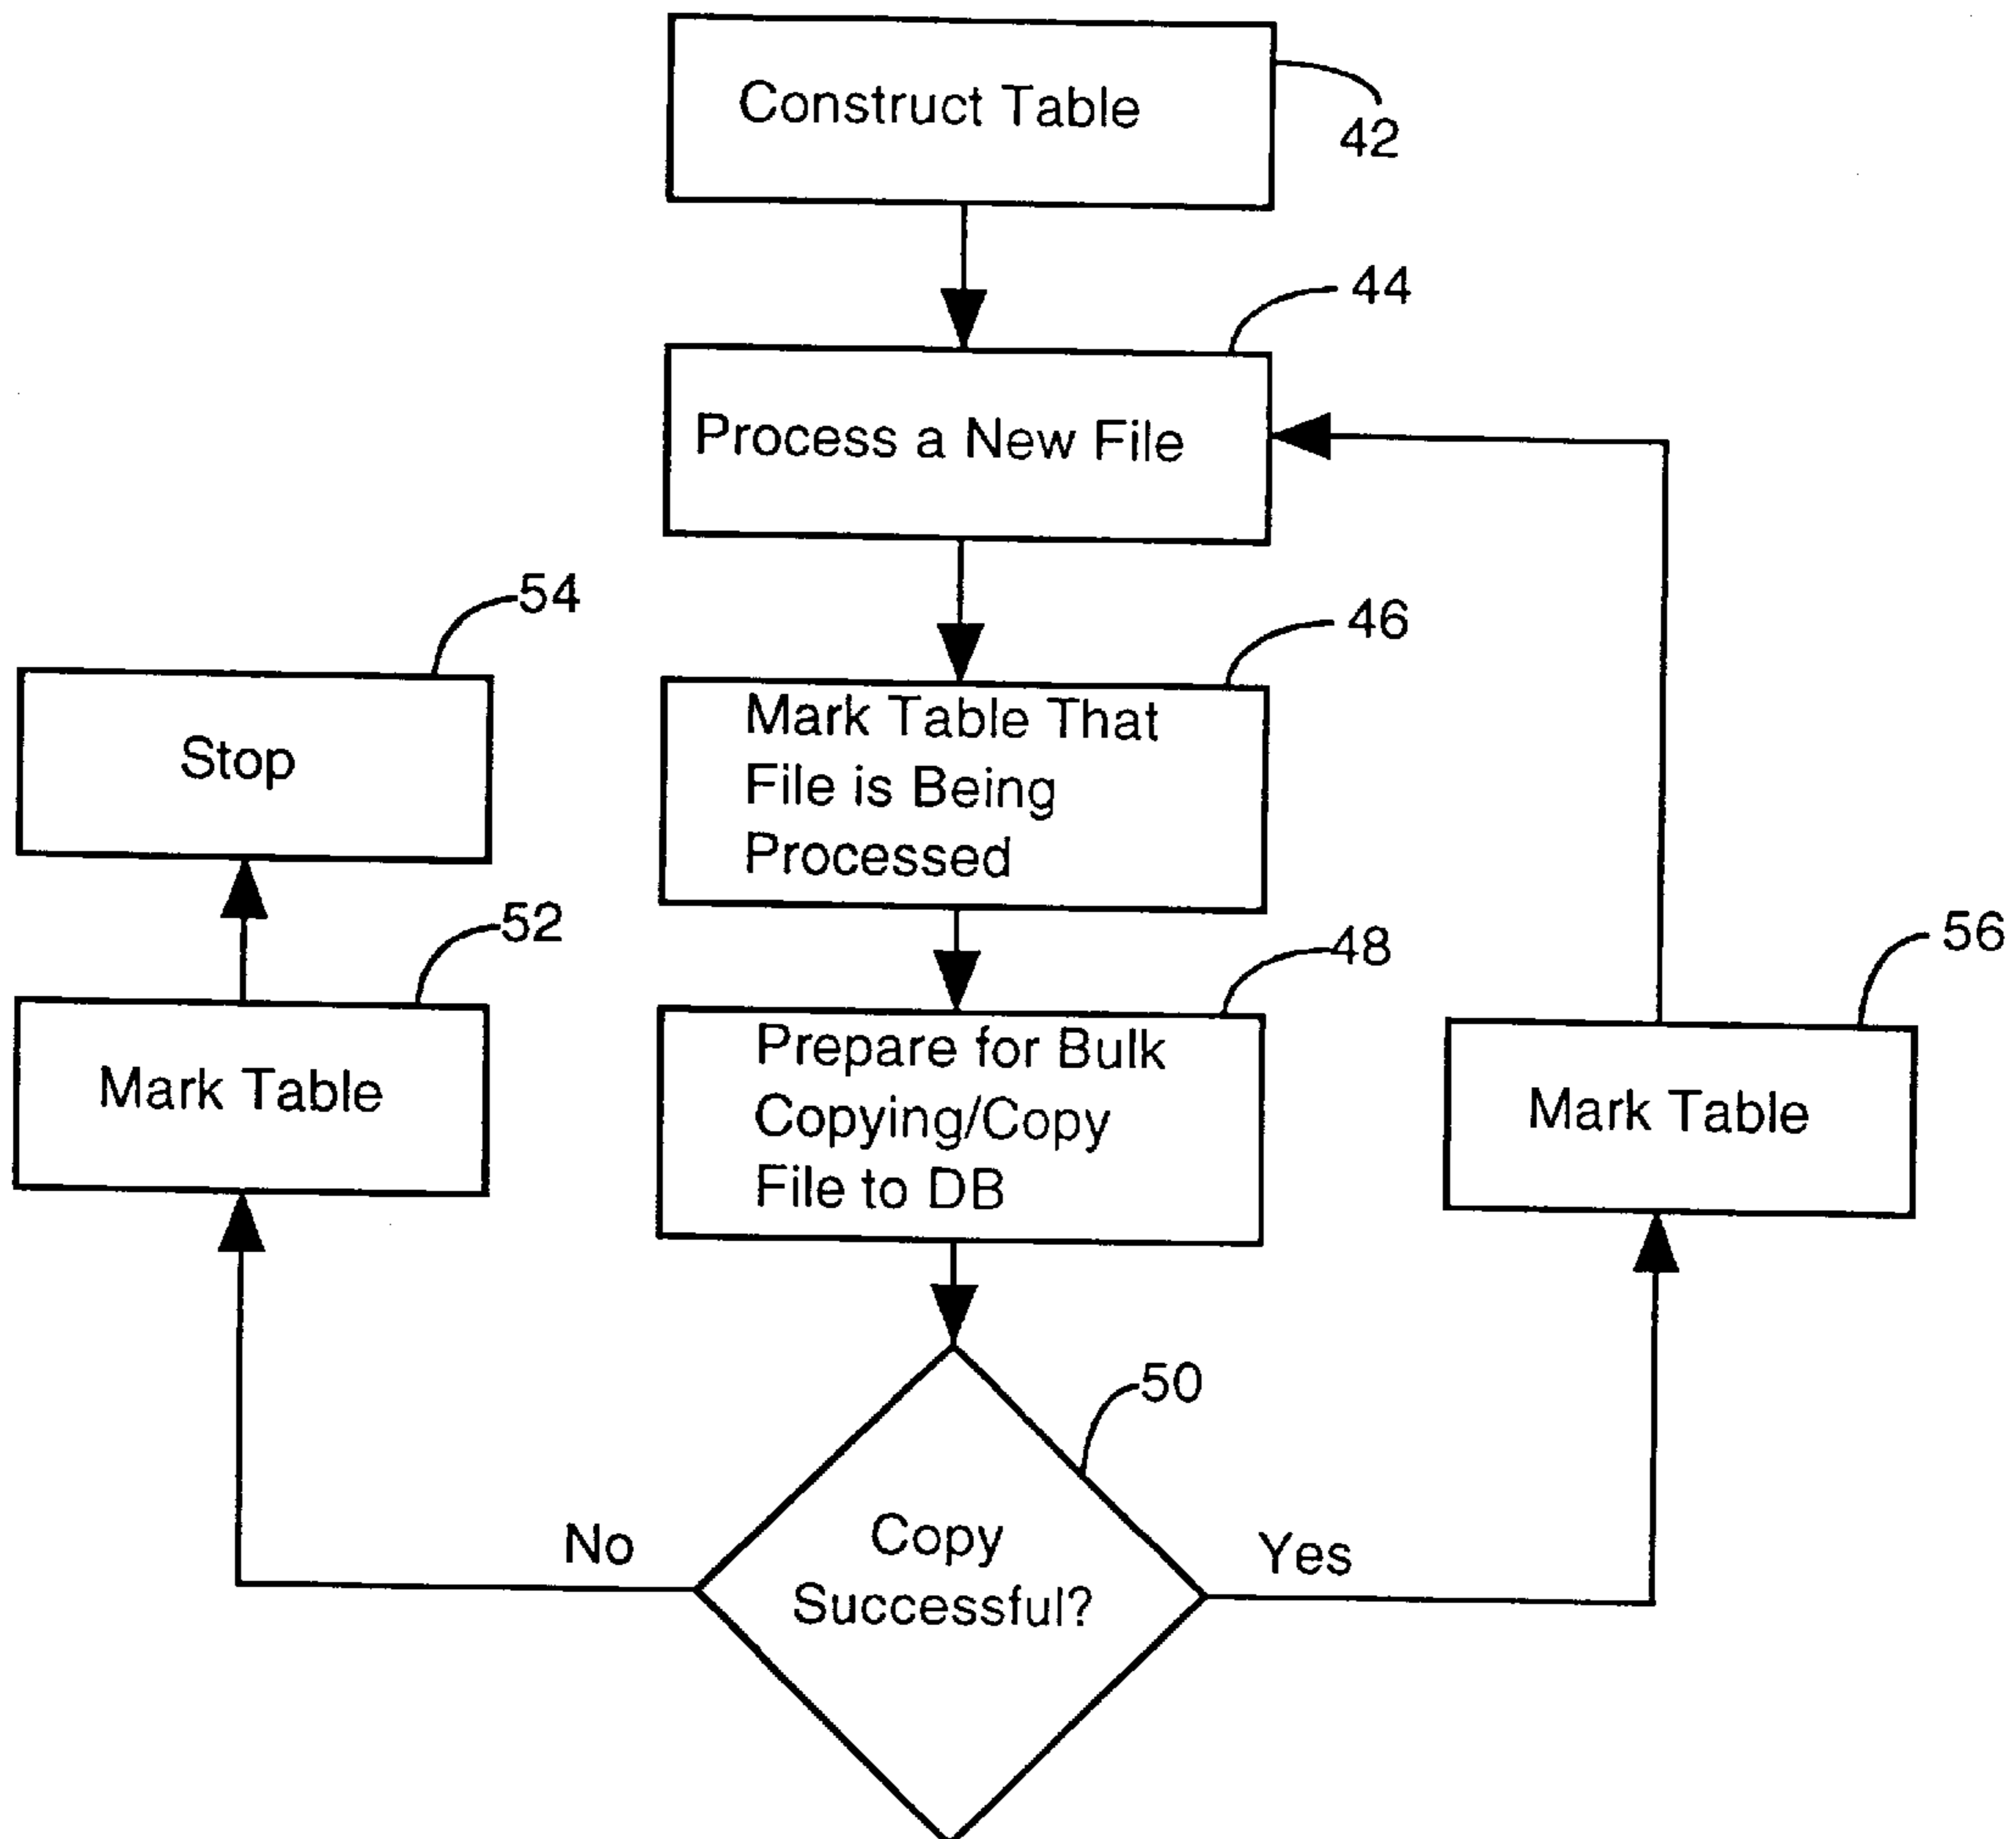 Construct Table
42
44
Process a New File
54
46
Stop
Mark Table That
File is Being
Processed
52
48
56
Mark Table
Prepare for Bulk
Copying/Copy
File to DB
Mark Table
50
No
Copy
Successful?
Yes